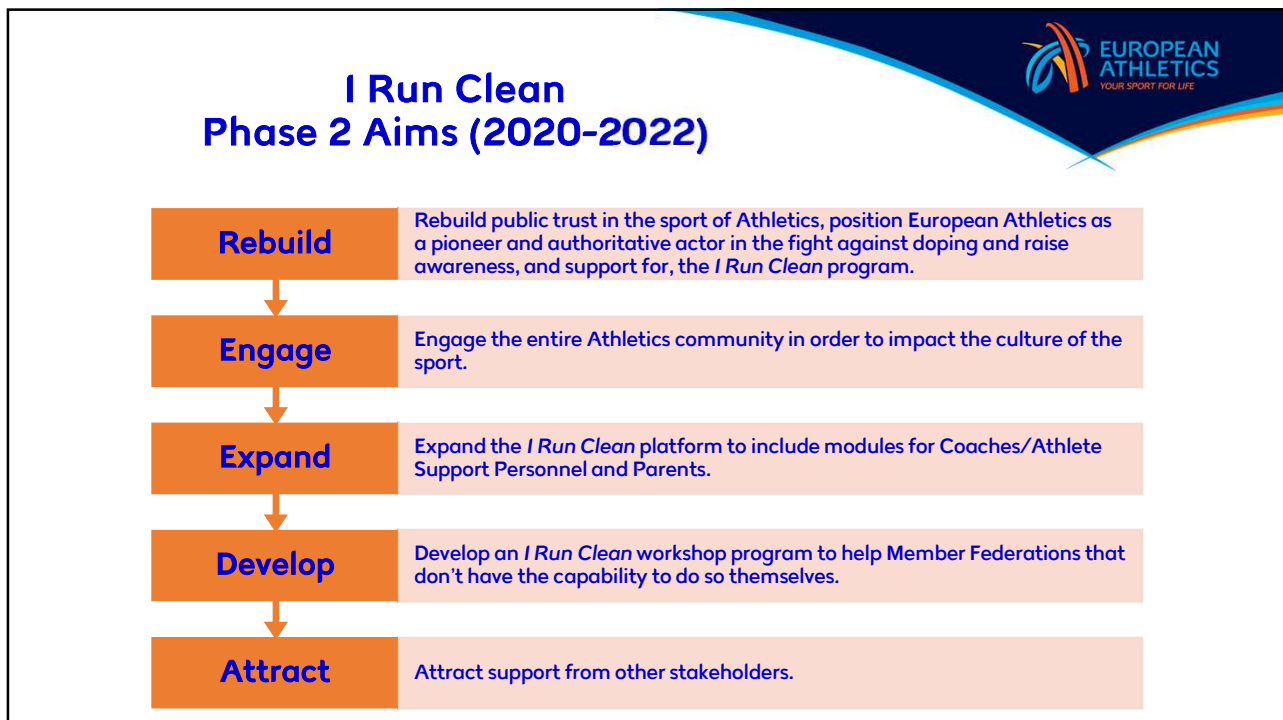 EUROPEAN
ATHLETICS
YOUR SPORT FOR LIFE
I Run Clean
Phase 2 Aims (2020-2022)
Rebuild
Rebuild public trust in the sport of Athletics, position European Athletics as
a pioneer and authoritative actor in the fight against doping and raise
awareness, and support for, the I Run Clean program.
Engage
Engage the entire Athletics community in order to impact the culture of the
sport.
Expand
Expand the I Run Clean platform to include modules for Coaches/Athlete
Support Personnel and Parents.
Develop
Develop an I Run Clean workshop program to help Member Federations that
don’t have the capability to do so themselves.
Attract
Attract support from other stakeholders.